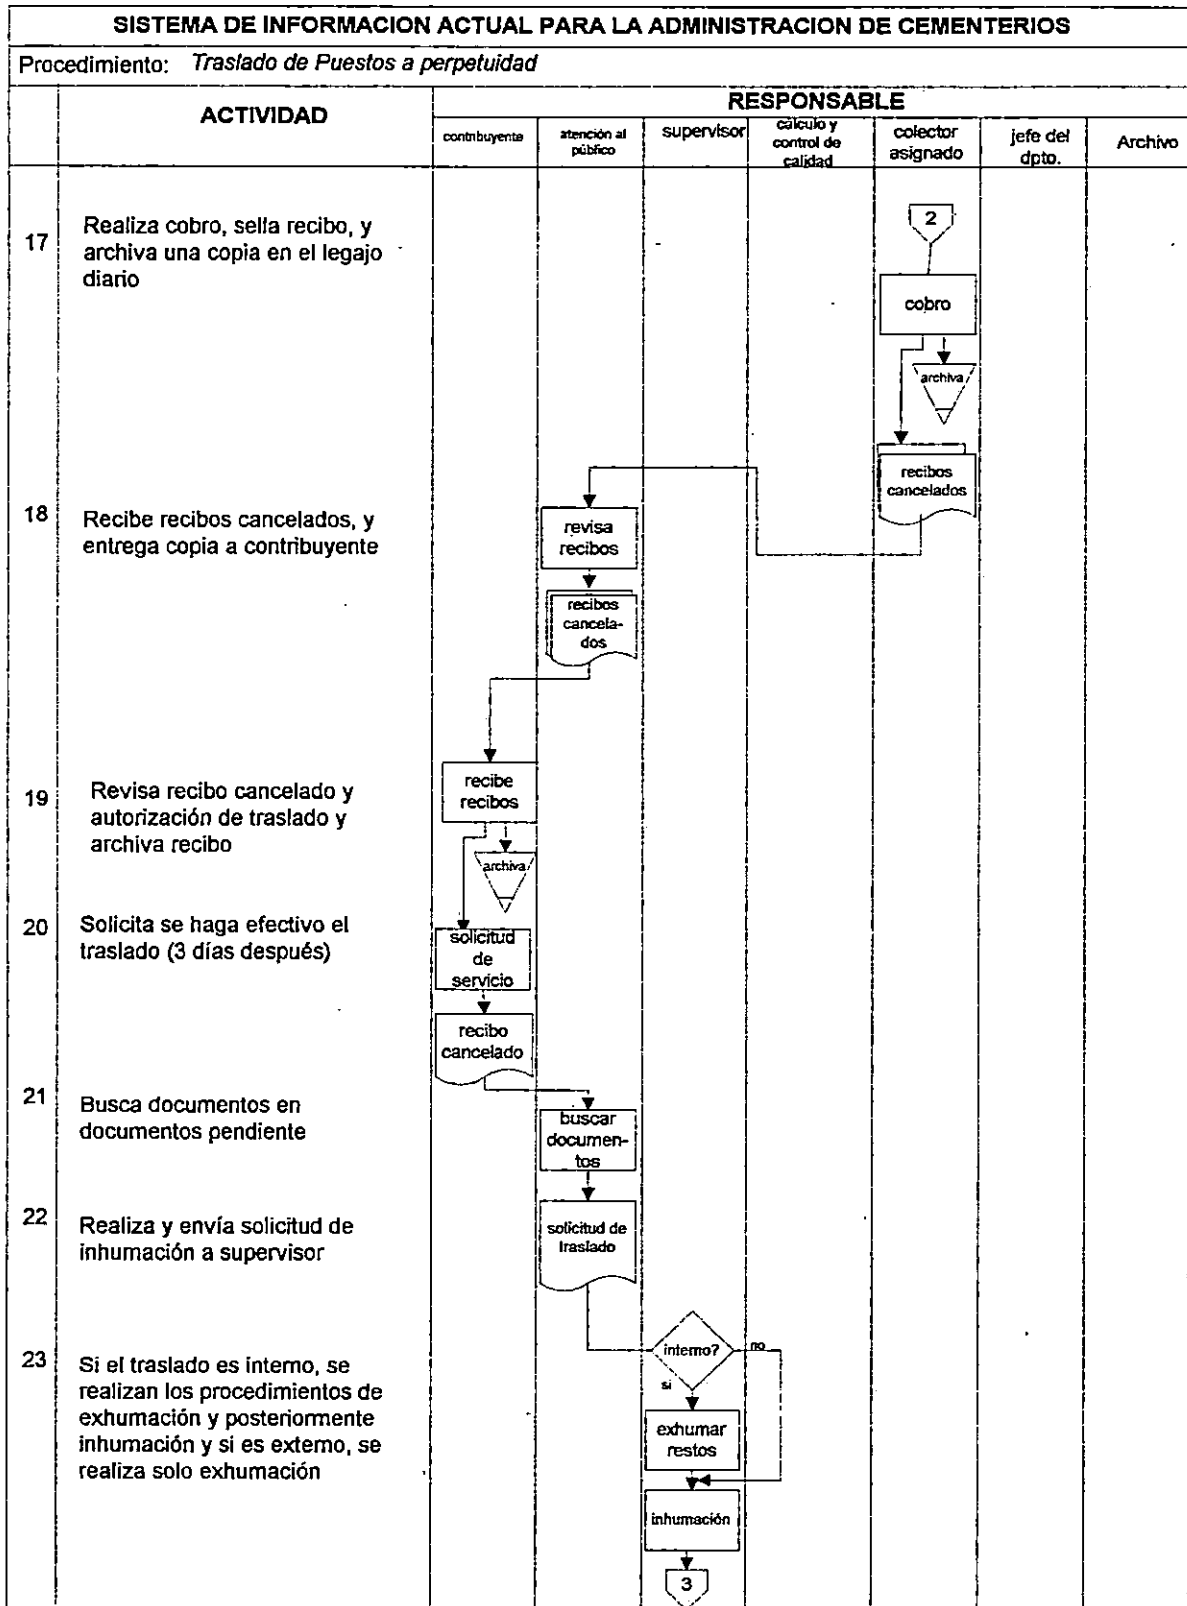 SISTEMA DE INFORMACION ACTUAL PARA LA ADMINISTRACION DE CEMENTERIOS
Procedimiento: Traslado de Puestos a perpetuidad
ACTIVIDAD
RESPONSABLE
contribuyente
atención al
público
supervisor
cálculo y
control de
calidad
colector
asignado
jefe del
dpto.
Archivo
17
Realiza cobro, sella recibo, y
archiva una copia en el legajo
diario
2
cobro
archiva
recibos
cancelados
18
Recibe recibos cancelados, y
entrega copia a contribuyente
revisa
recibos
recibos
cancela-
dos
19
Revisa recibo cancelado y
autorización de traslado y
archiva recibo
recibe
recibos
archiva
20
Solicita se haga efectivo el
traslado (3 días después)
solicitud
de
servicio
recibo
cancelado
21
Busca documentos en
documentos pendiente
buscar
documen-
tos
22
Realiza y envía solicitud de
inhumación a supervisor
solicitud de
traslado
23
Si el traslado es interno, se
realizan los procedimientos de
exhumación y posteriormente
inhumación y si es externo, se
realiza solo exhumación
interno?
no
si
exhumar
restos
inhumación
3